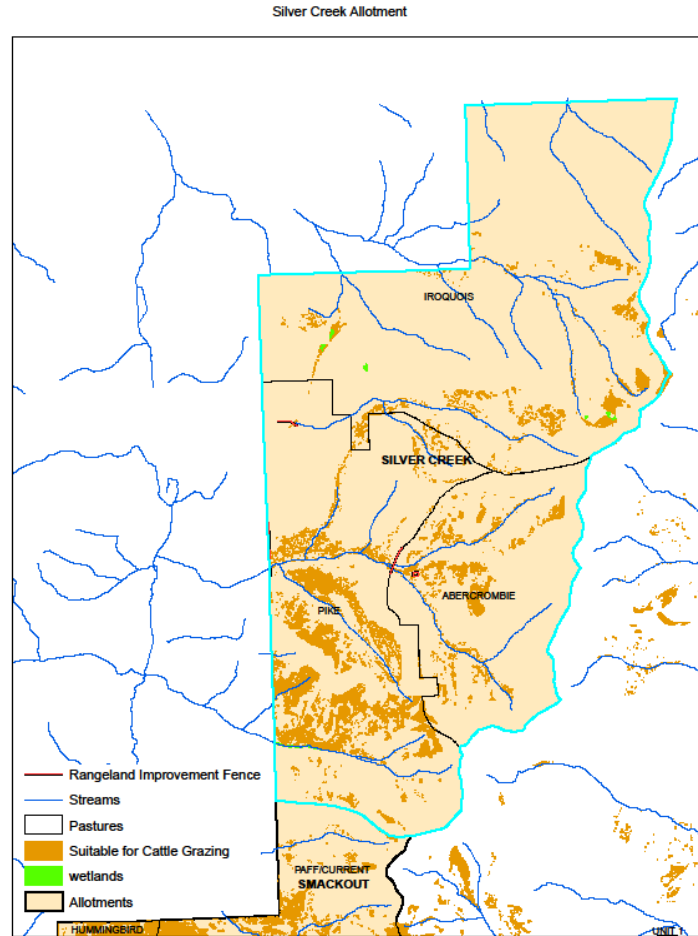 Silver Creek Allotment
IROQUOIS
SILVER CREEK
ABERCROMBIE
PIKE
Rangeland Improvement Fence
Streams
Pastures
Suitable for Cattle Grazing
wetlands
Allotments
PAFF/CURRENT
SMACKOUT
HUMMINGBIRD
UNIT 1